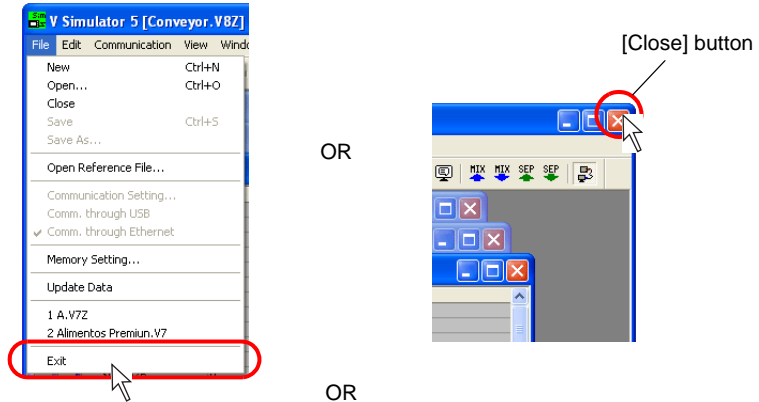 V Simulator 5 [Conveyor.V8Z]
File Edit Communication View
New Ctrl+N
Open... Ctrl+O
Close
Save Ctrl+S
Save As...
Open Reference File...
Communication Setting...
Comm. through USB
Comm. through Ethernet
Memory Setting...
Update Data
1 A.V7Z
2 Alimentos Premiun.V7
Exit
OR
[Close] button
MIX MIX SEP SEP
OR